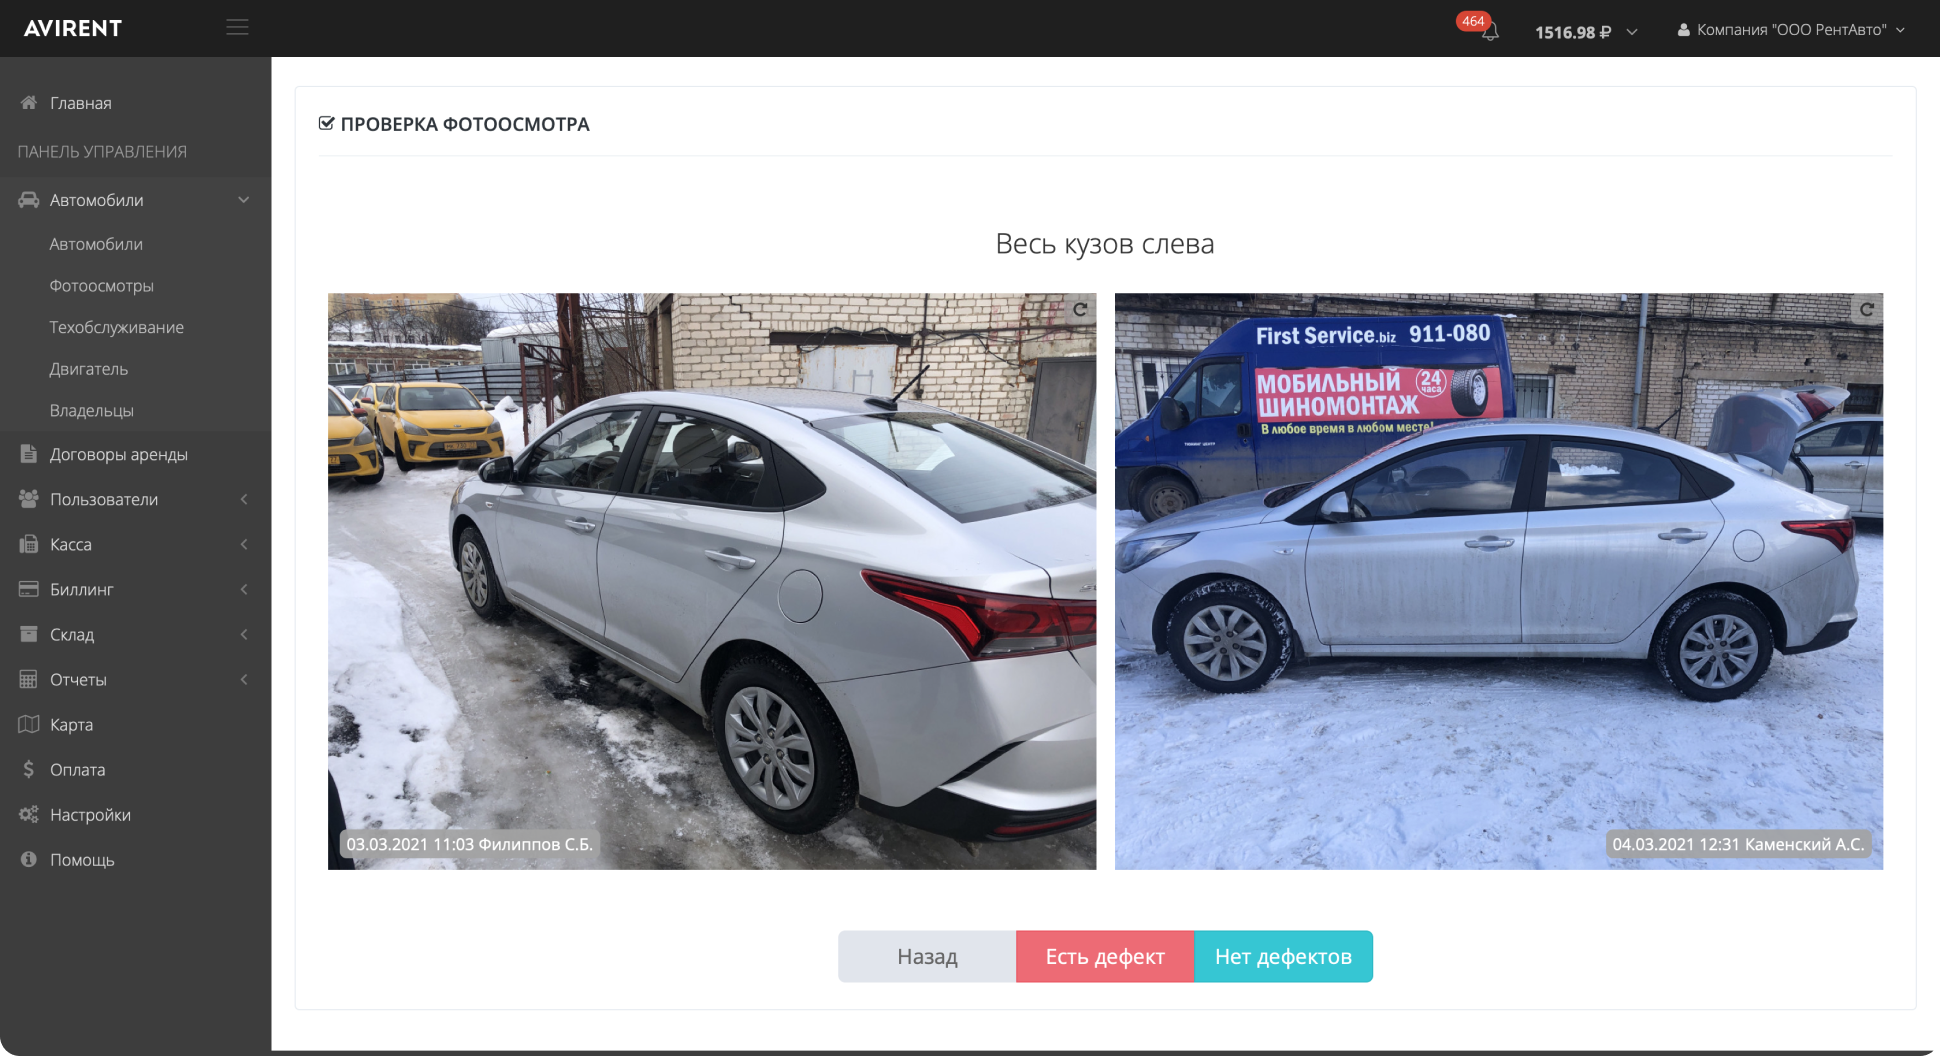 AVIRENT
464
1516.98 ₽
Компания "ООО РентАвто"
Главная
ПАНЕЛЬ УПРАВЛЕНИЯ
Автомобили
Автомобили
Фотоосмотры
Техобслуживание
Двигатель
Владельцы
Договоры аренды
Пользователи
Касса
Биллинг
Склад
Отчеты
Карта
Оплата
Настройки
Помощь
ПРОВЕРКА ФОТООСМОТРА
Весь кузов слева
03.03.2021 11:03 Филиппов С.Б.
First Service.biz 911-080
МОБИЛЬНЫЙ
24 часа
ШИНОМОНТАЖ
В любое время в любом месте!
04.03.2021 12:31 Каменский А.С.
Назад
Есть дефект
Нет дефектов